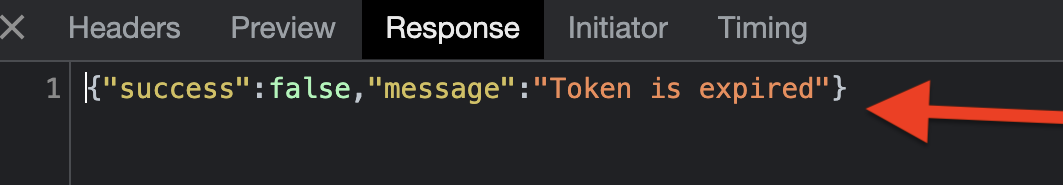 Headers Preview Response Initiator Timing
1 {"success":false,"message":"Token is expired"}